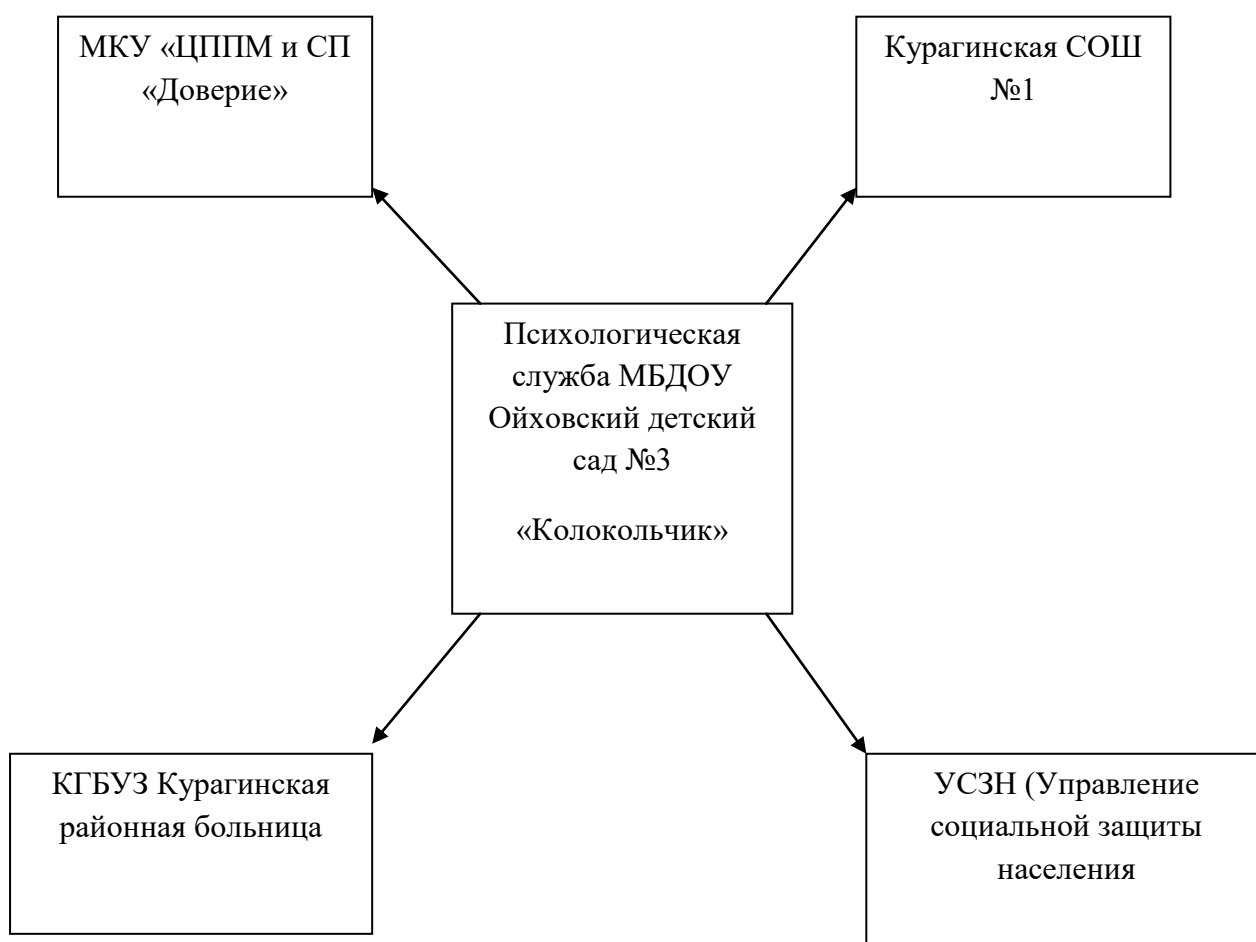 МКУ «ЦППМ и СП
«Доверие»
Курагинская СОШ
№1
Психологическая
служба МБДОУ
Ойховский детский
сад №3
«Колокольчик»
КГБУЗ Курагинская
районная больница
УСЗН (Управление
социальной защиты
населения